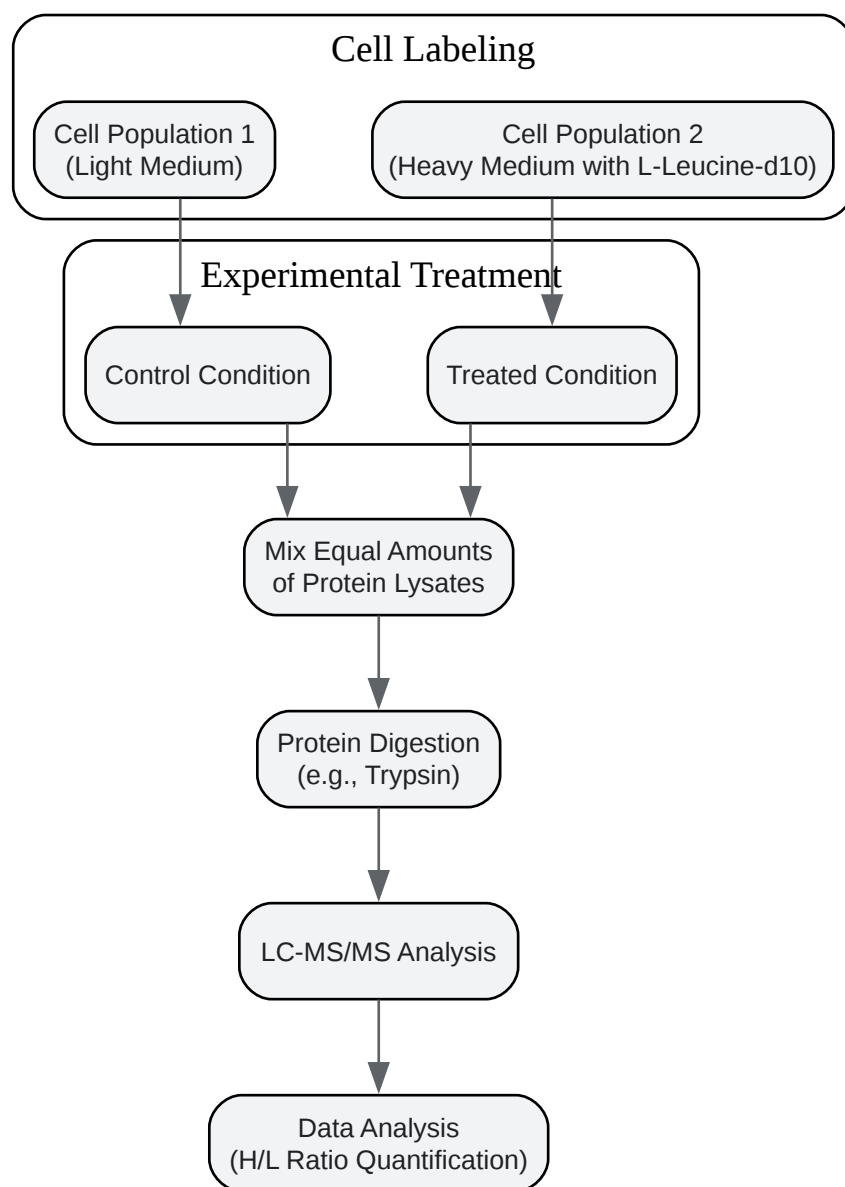 Cell Labeling
Cell Population 1
(Light Medium)
Cell Population 2
(Heavy Medium with L-Leucine-d10)
Experimental Treatment
Control Condition
Treated Condition
Mix Equal Amounts
of Protein Lysates
Protein Digestion
(e.g., Trypsin)
LC-MS/MS Analysis
Data Analysis
(H/L Ratio Quantification)